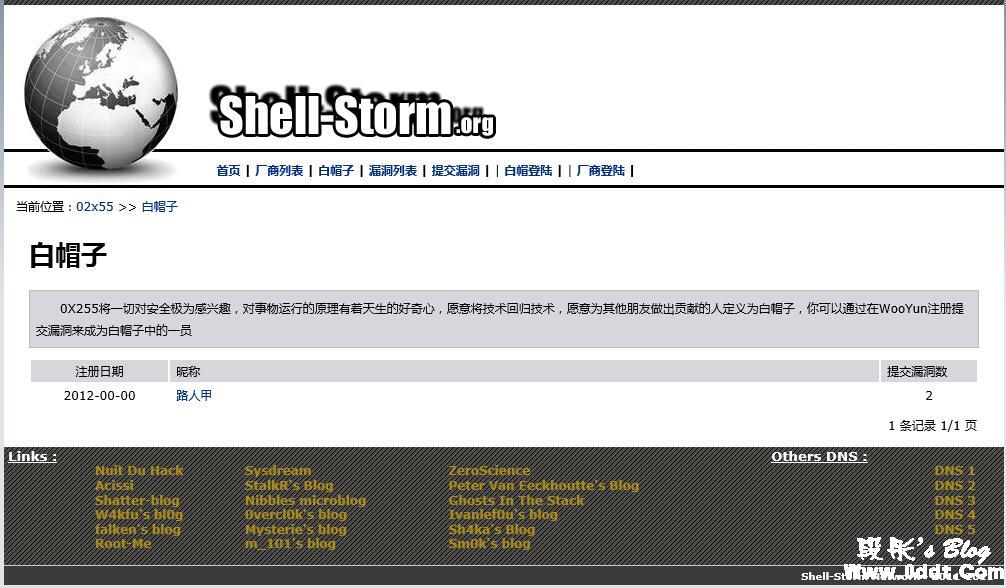 Shell-Storm.org
首页 | 厂商列表 | 白帽子 | 漏洞列表 | 提交漏洞 | | 白帽登陆 | | 厂商登陆 |
当前位置：02x55 >> 白帽子
白帽子
0X255将一切对安全极为感兴趣，对事物运行的原理有着天生的好奇心，愿意将技术回归技术，愿意为其他朋友做出贡献的人定义为白帽子，你可以通过在WooYun注册提
交漏洞来成为白帽子中的一员
注册日期 昵称 提交漏洞数
2012-00-00 路人甲 2
1 条记录 1/1 页
Links : Others DNS :
Nuit Du Hack Sysdream ZeroScience DNS 1
Acissi StalkR's Blog Peter Van Eeckhoutte's Blog DNS 2
Shatter-blog Nibbles microblog Ghosts In The Stack DNS 3
W4kfu's bl0g 0vercl0k's blog Ivanlef0u's blog DNS 4
falken's blog Mysterie's blog Sh4ka's Blog DNS 5
Root-Me m_101's blog Sm0k's blog
段彤's Blog
Www.0ddt.Com
Shell-St